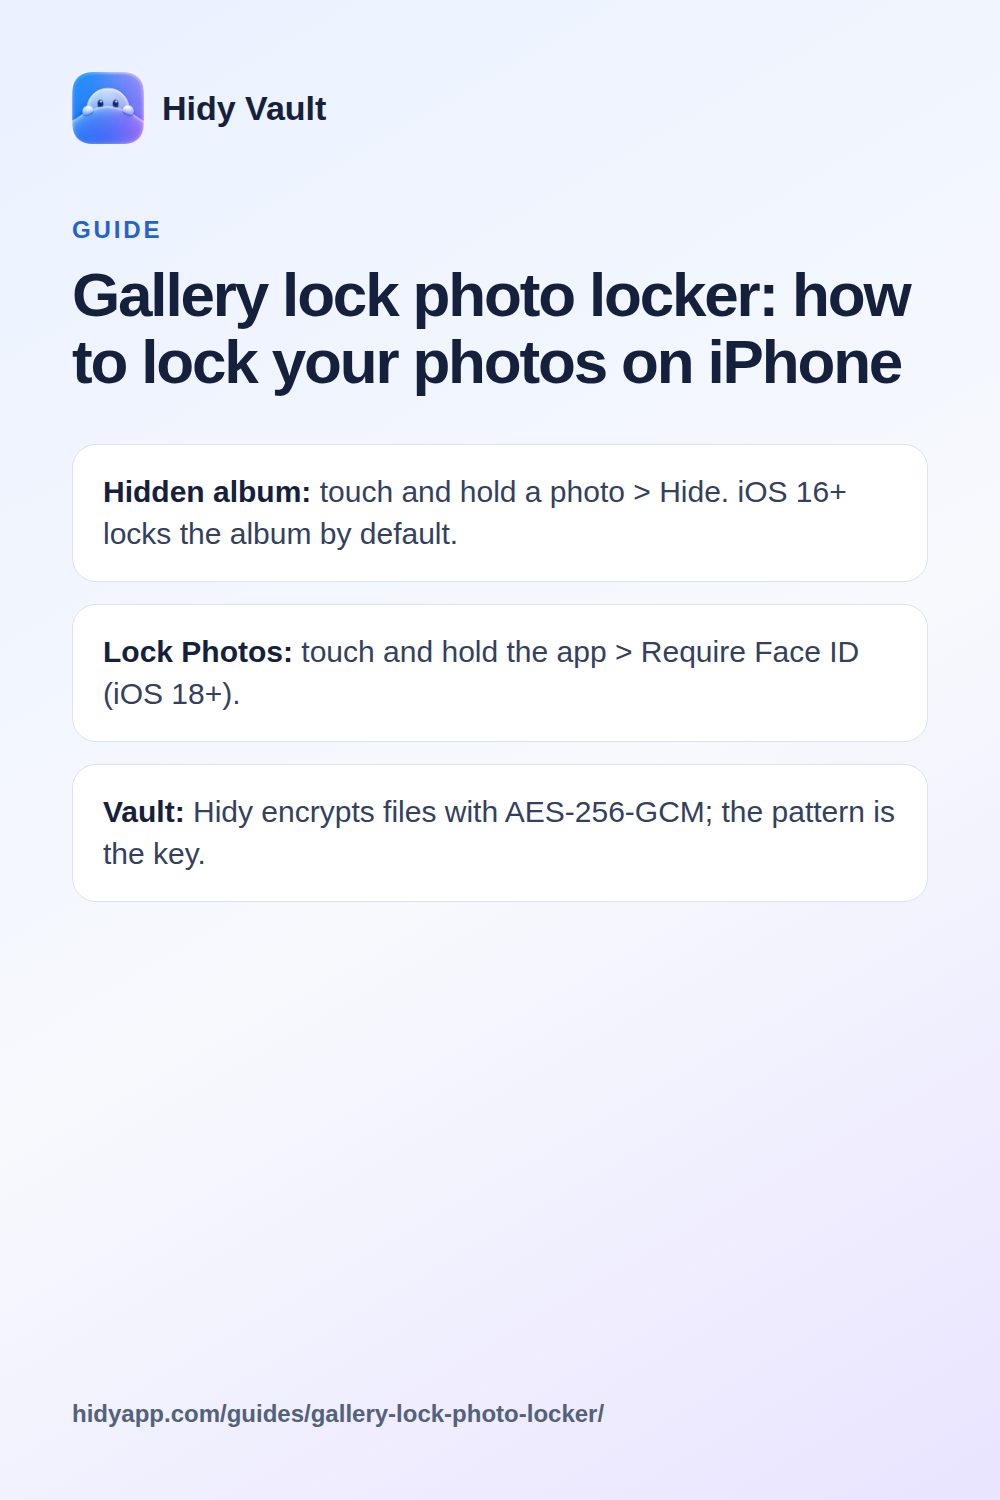 Hidy Vault
GUIDE
Gallery lock photo locker: how
to lock your photos on iPhone
Hidden album: touch and hold a photo > Hide. iOS 16+
locks the album by default.
Lock Photos: touch and hold the app > Require Face ID
(iOS 18+).
Vault: Hidy encrypts files with AES-256-GCM; the pattern is
the key.
hidyapp.com/guides/gallery-lock-photo-locker/